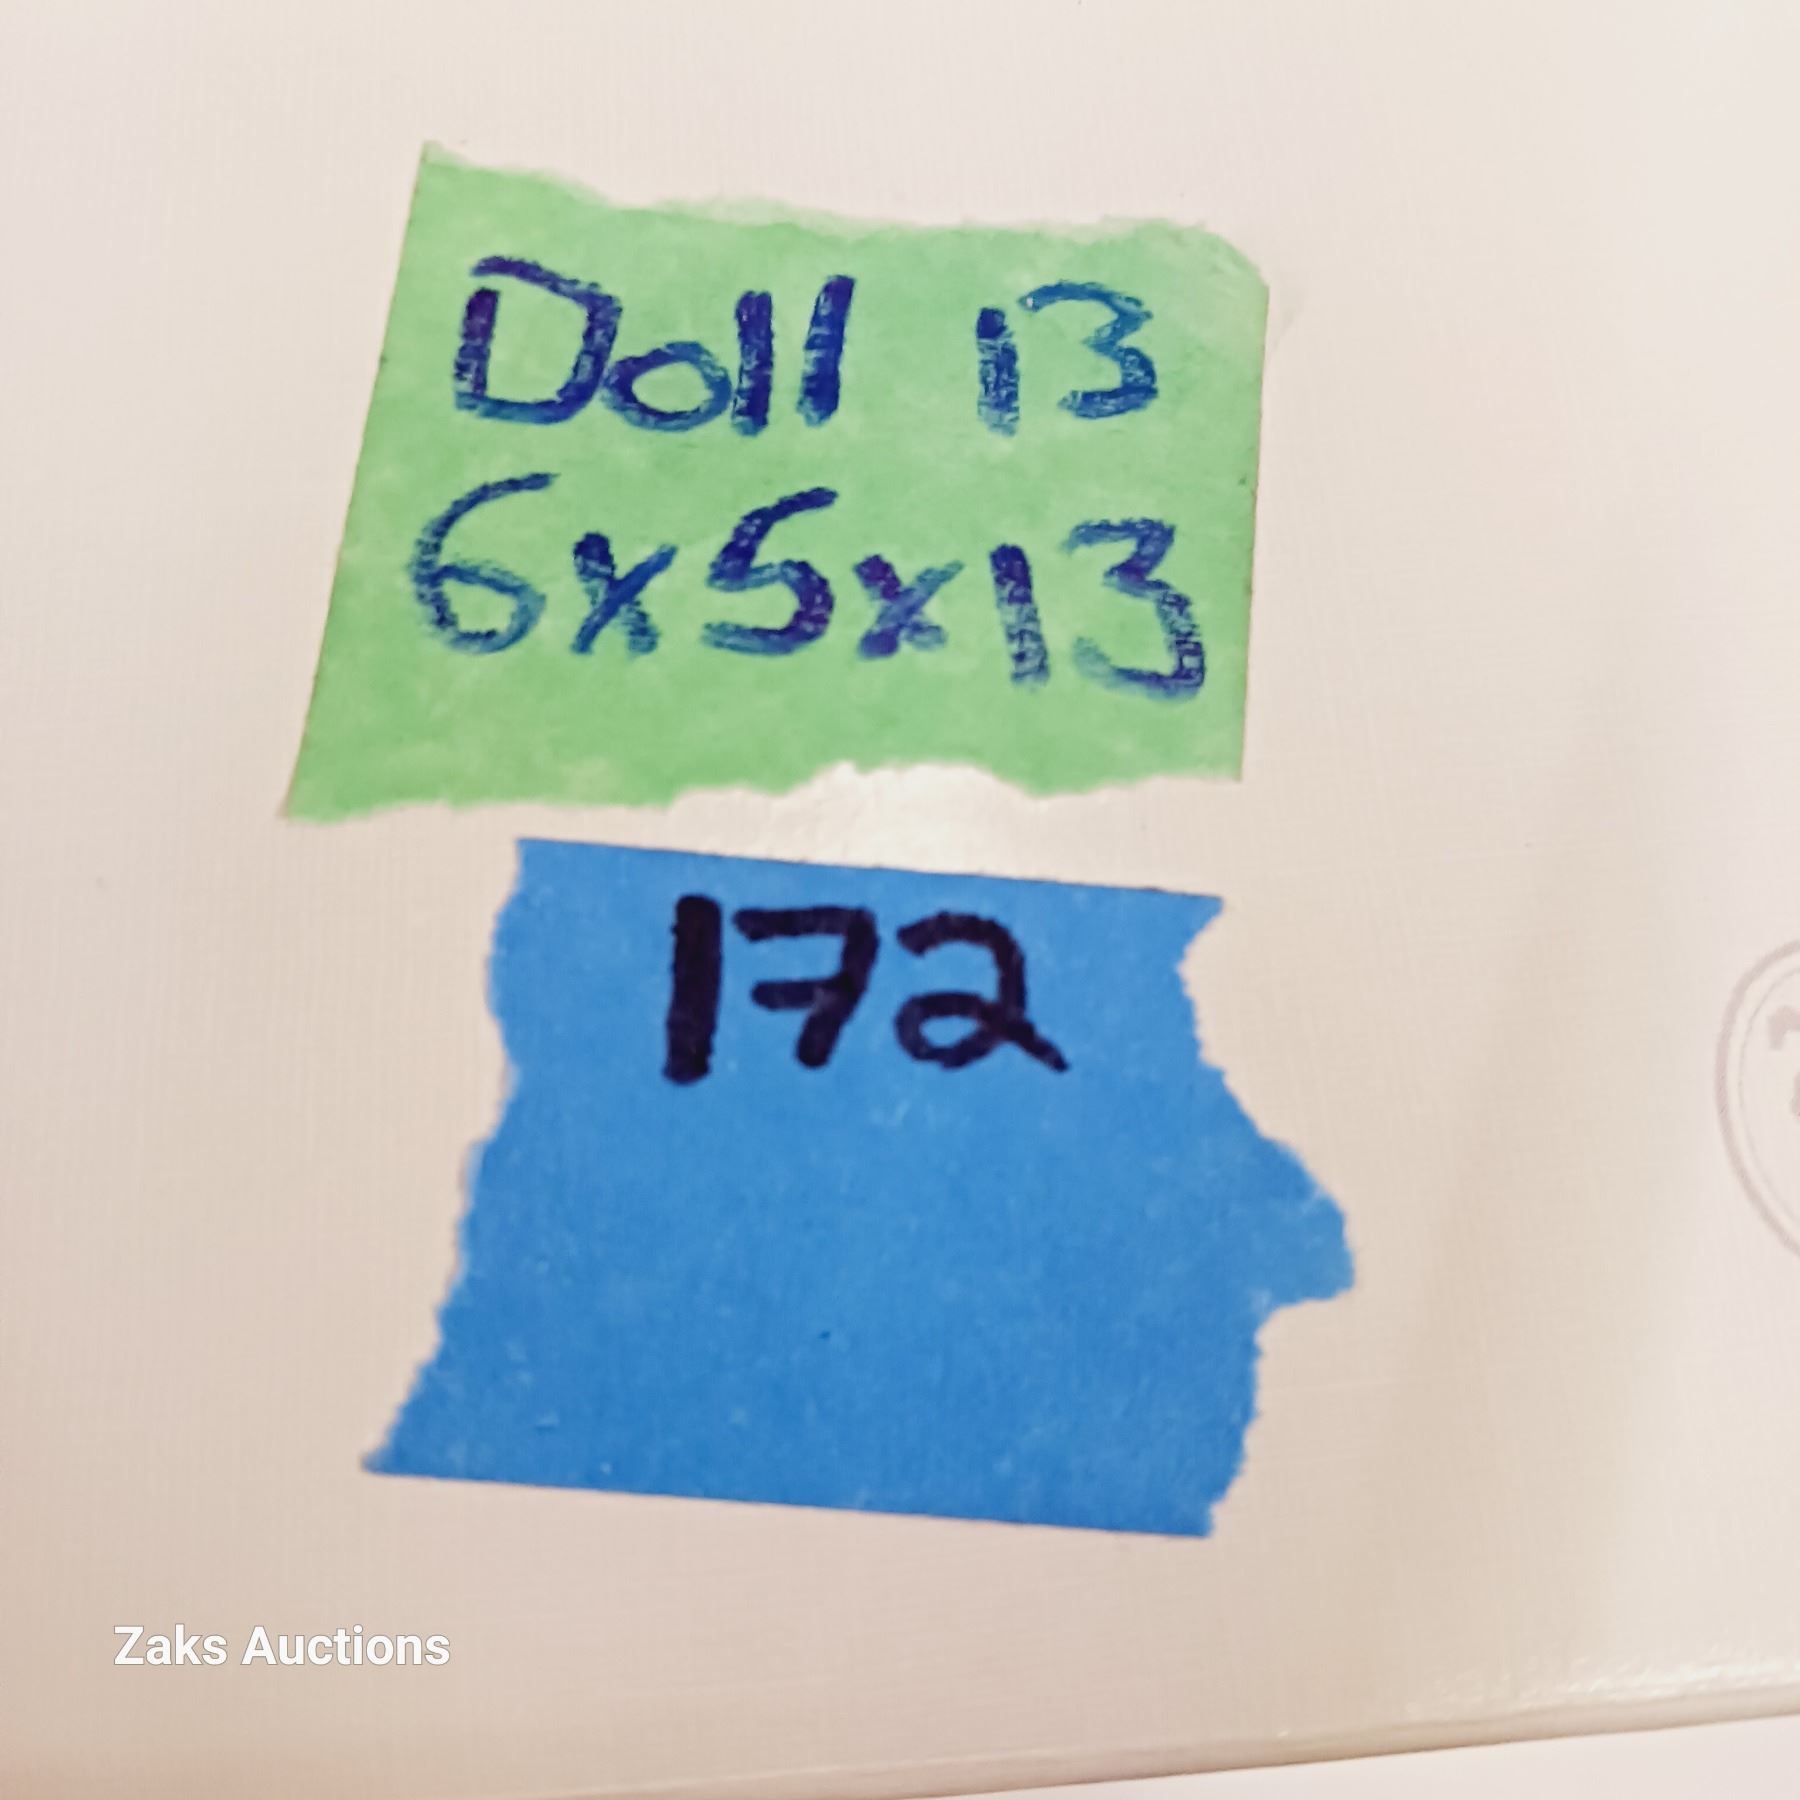 Doll 13
6x5x13
172
Zaks Auctions